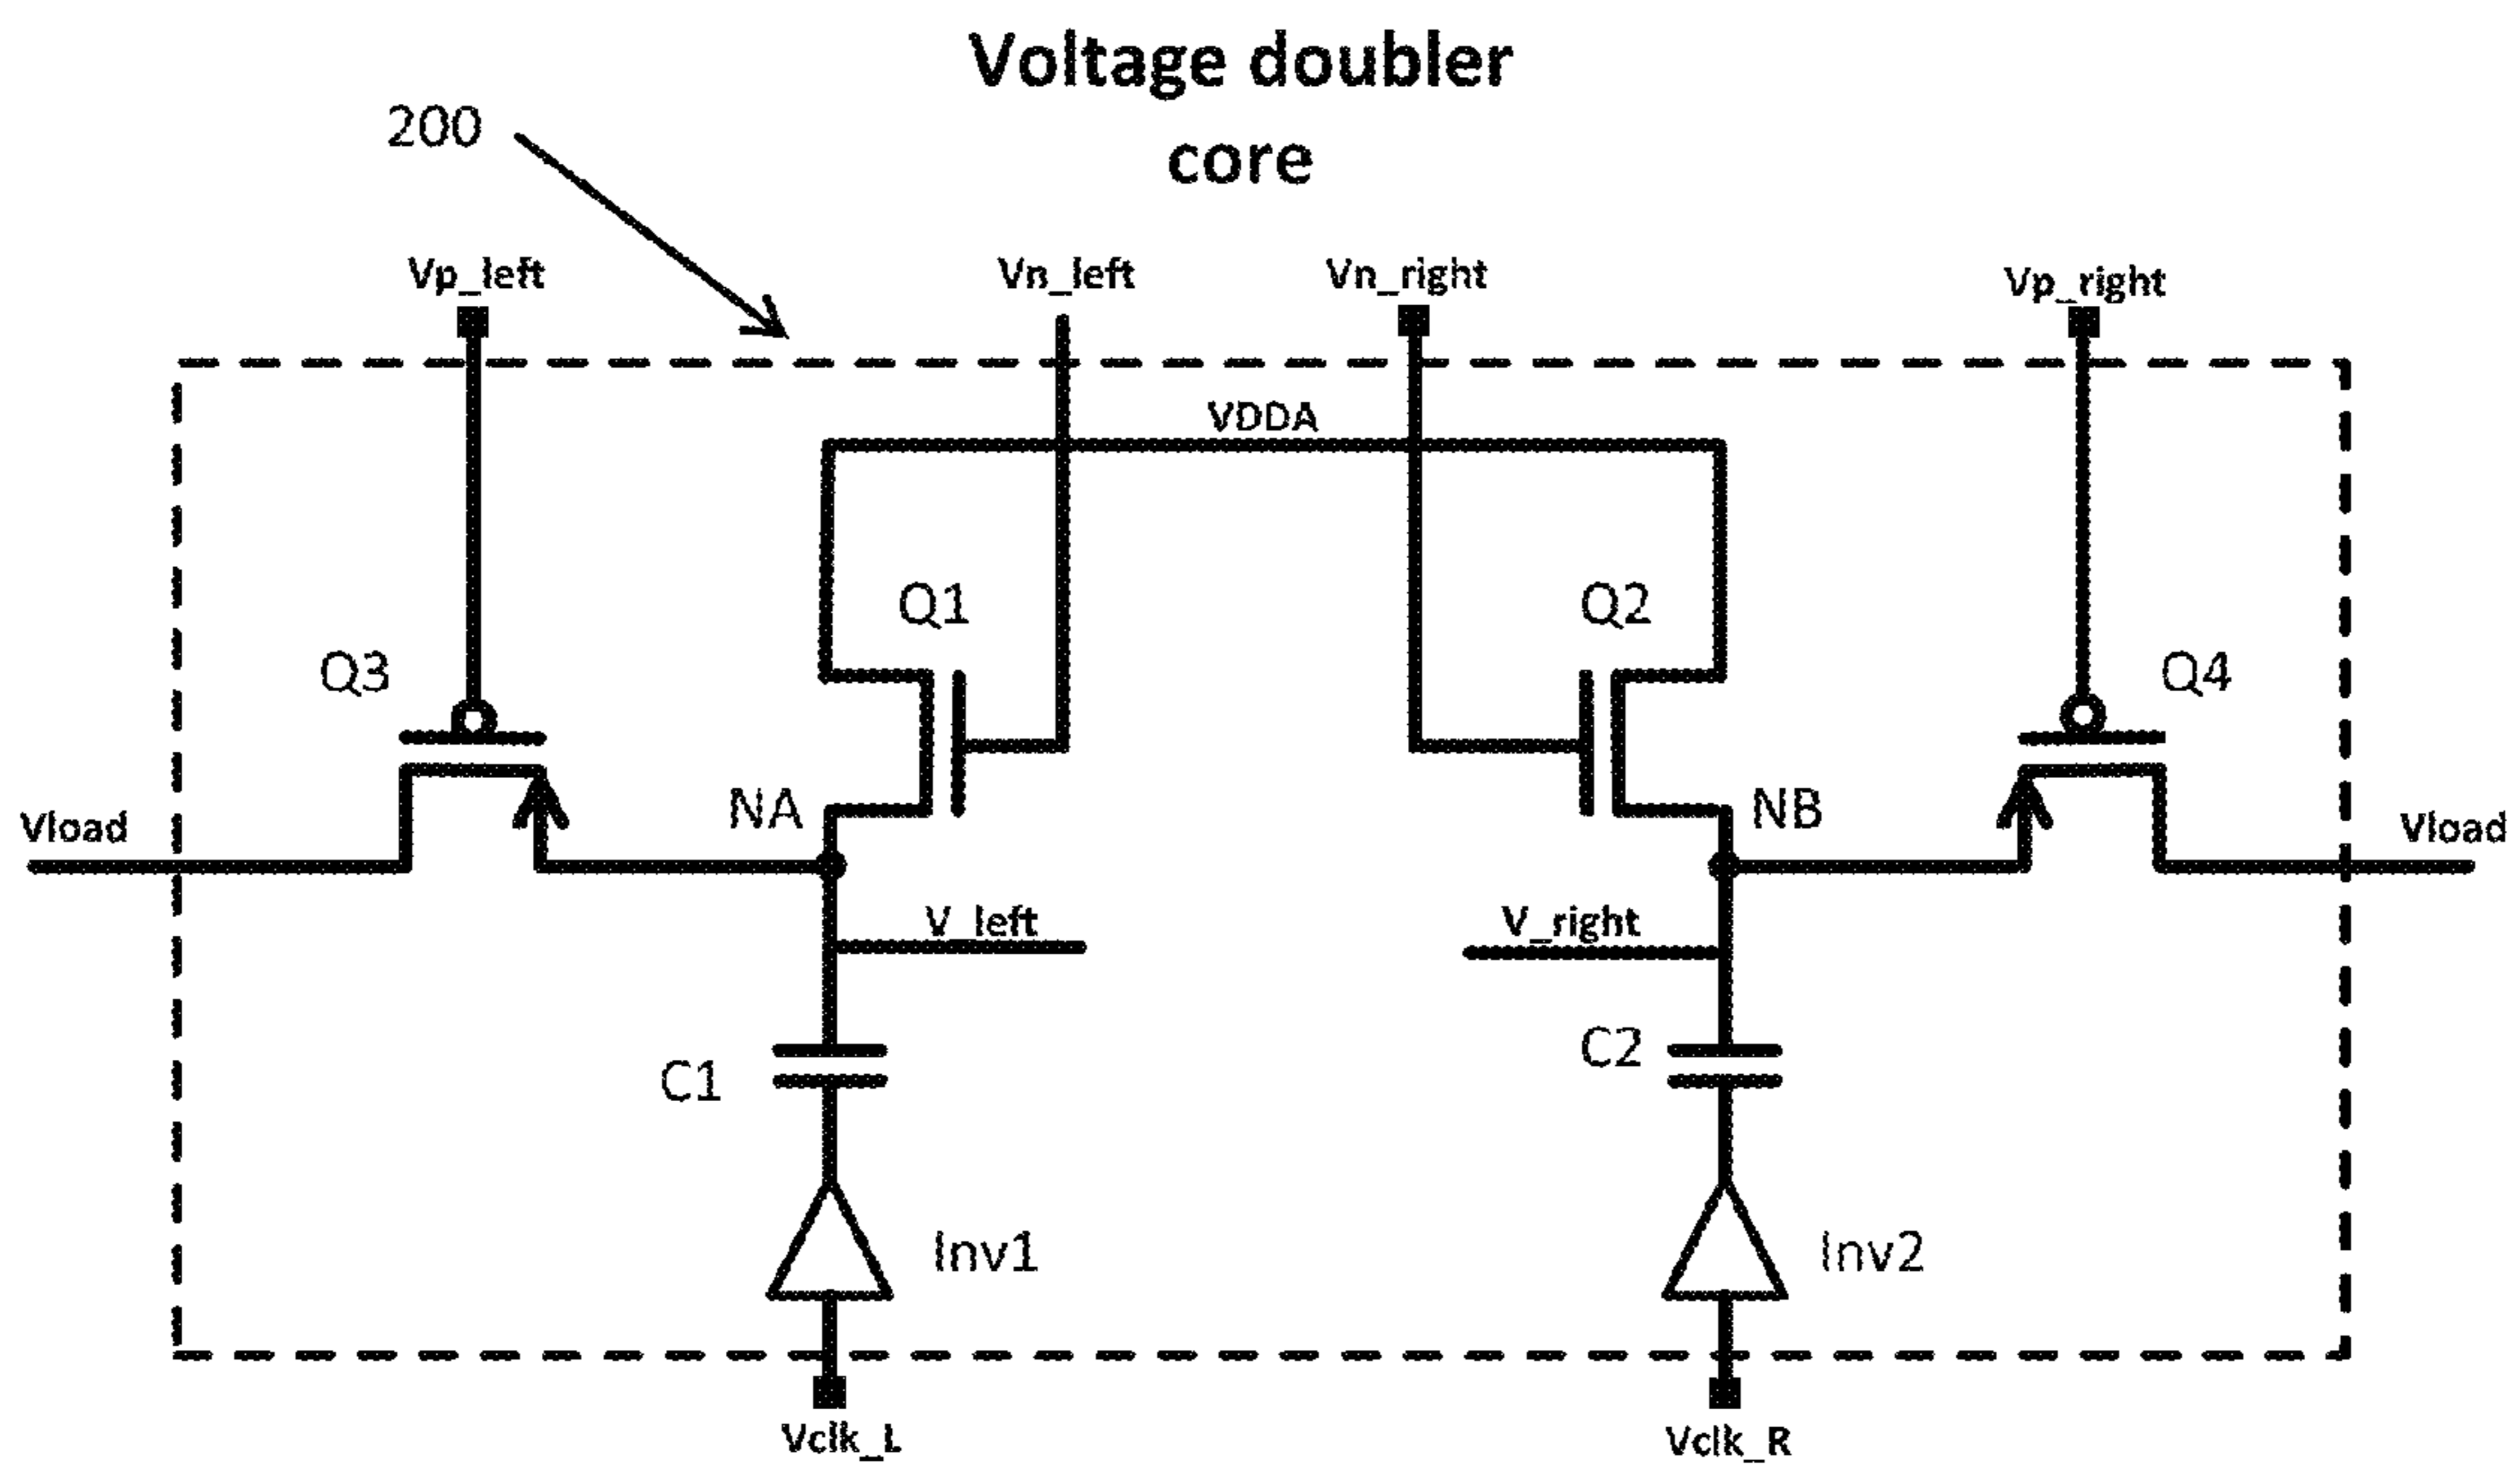 Voltage doubler
core
200
Vp_left
Vn_left
Vn_right
Vp_right
VDDA
Q1
Q2
Q3
Q4
NA
NB
Vload
Vload
V_left
V_right
C1
C2
Inv1
Inv2
Vclk_L
Vclk_R